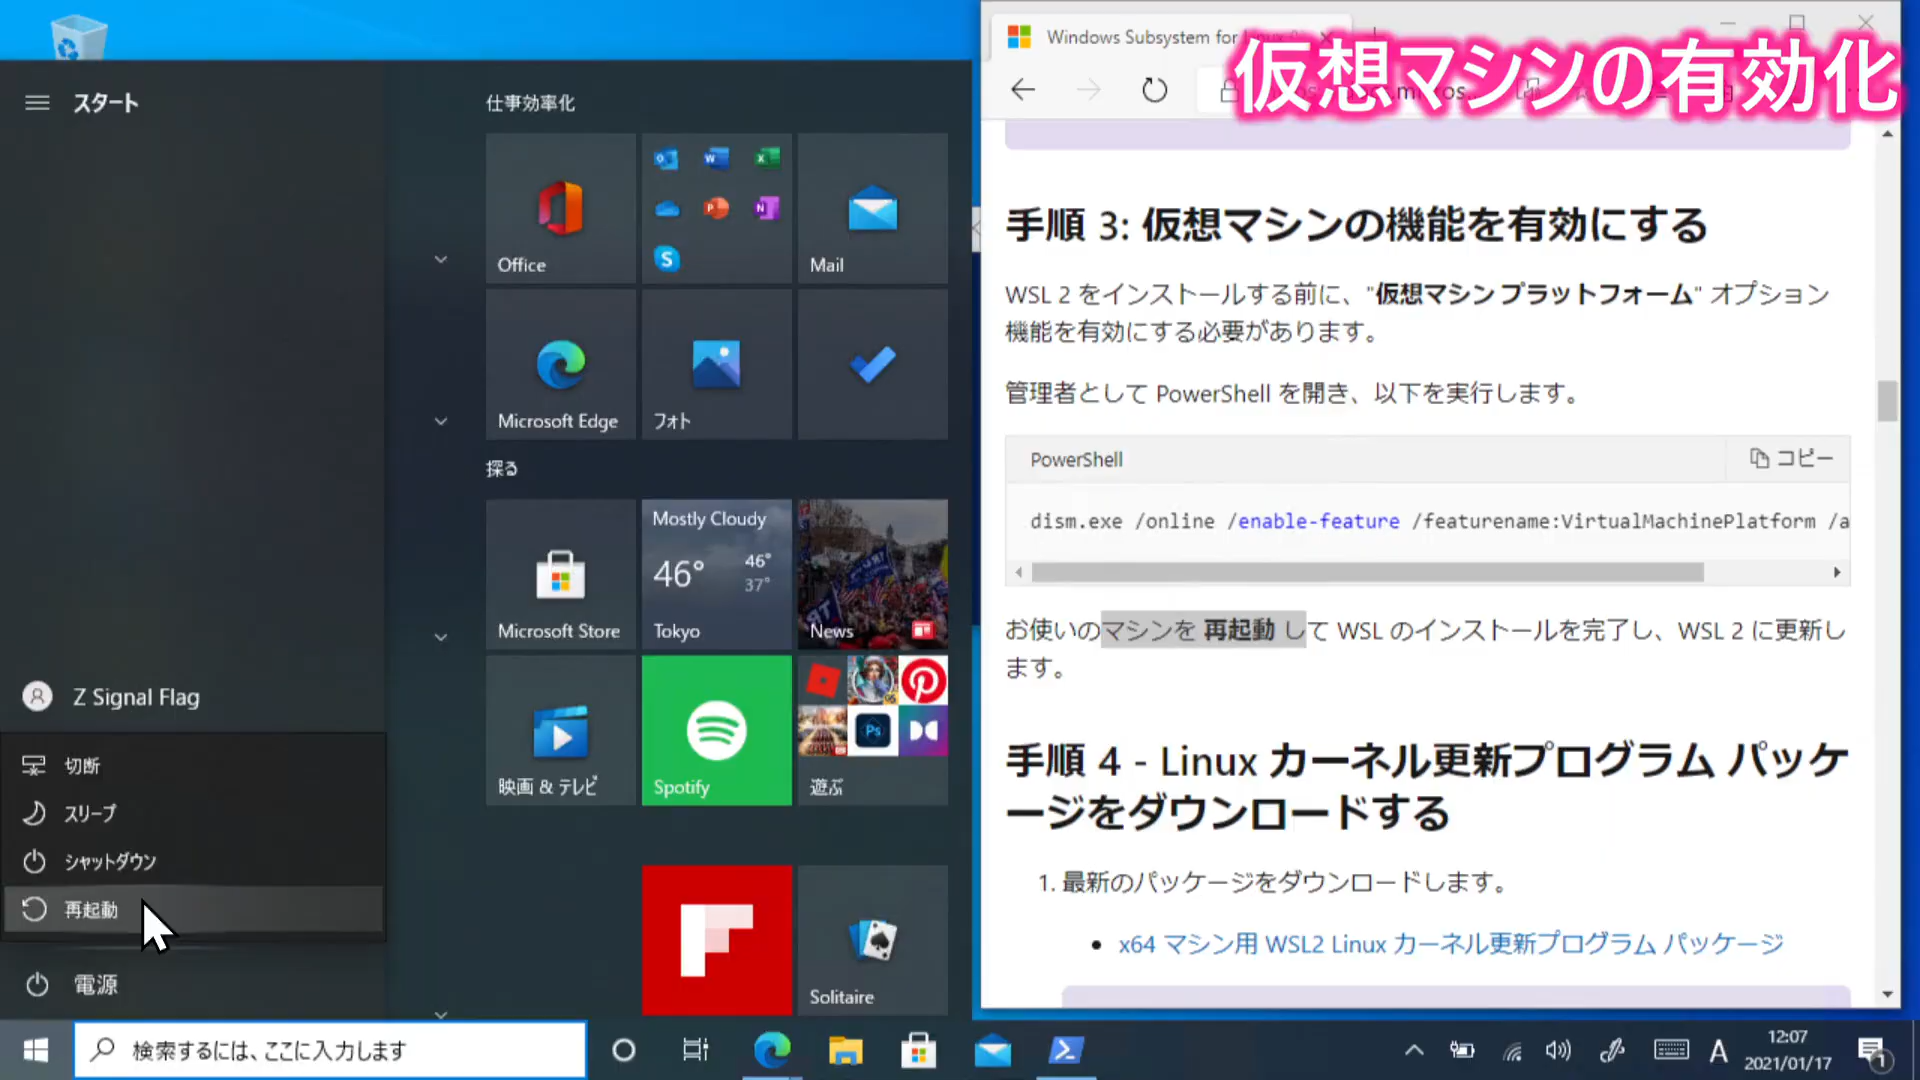 仮想マシンの有効化
スタート
仕事効率化
Office
Mail
Microsoft Edge
フォト
探る
Microsoft Store
Mostly Cloudy
46°
46°
37°
Tokyo
News
映画 & テレビ
Spotify
遊ぶ
Solitaire
Z Signal Flag
切断
スリープ
シャットダウン
再起動
電源
検索するには、ここに入力します
Windows Subsystem for
手順 3: 仮想マシンの機能を有効にする
WSL 2 をインストールする前に、"仮想マシン プラットフォーム" オプション
機能を有効にする必要があります。
管理者として PowerShell を開き、以下を実行します。
PowerShell
コピー
dism.exe /online /enable-feature /featurename:VirtualMachinePlatform /a
お使いのマシンを 再起動 して WSL のインストールを完了し、WSL 2 に更新し
ます。
手順 4 - Linux カーネル更新プログラム パッケ
ージをダウンロードする
1. 最新のパッケージをダウンロードします。
• x64 マシン用 WSL2 Linux カーネル更新プログラム パッケージ
A
12:07
2021/01/17
1